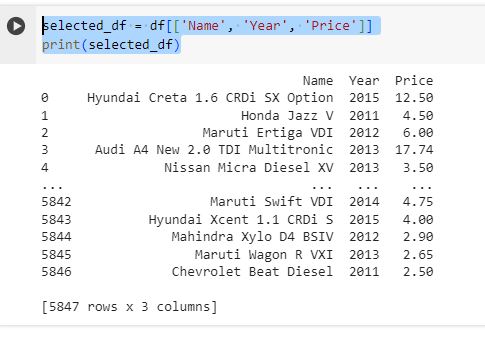 selected_df = df[['Name', 'Year', 'Price']]
print(selected_df)
Name Year Price
0 Hyundai Creta 1.6 CRDi SX Option 2015 12.50
1 Honda Jazz V 2011 4.50
2 Maruti Ertiga VDI 2012 6.00
3 Audi A4 New 2.0 TDI Multitronic 2013 17.74
4 Nissan Micra Diesel XV 2013 3.50
... ... ... ...
5842 Maruti Swift VDI 2014 4.75
5843 Hyundai Xcent 1.1 CRDi S 2015 4.00
5844 Mahindra Xylo D4 BSIV 2012 2.90
5845 Maruti Wagon R VXI 2013 2.65
5846 Chevrolet Beat Diesel 2011 2.50
[5847 rows x 3 columns]